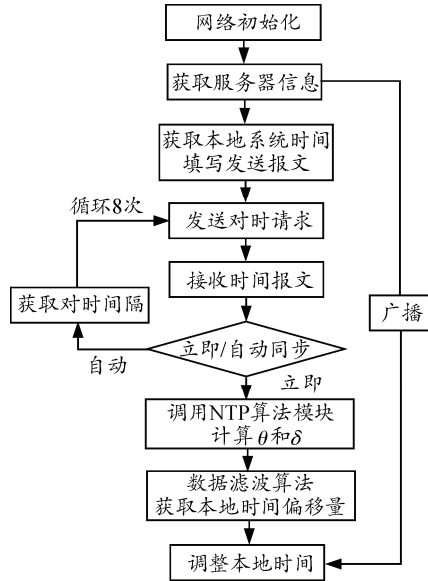 网络初始化
获取服务器信息
获取本地系统时间
填写发送报文
循环8次
发送对时请求
接收时间报文
获取对时间隔
广播
立即/自动同步
自动
立即
调用NTP算法模块
计算θ和δ
数据滤波算法
获取本地时间偏移量
调整本地时间